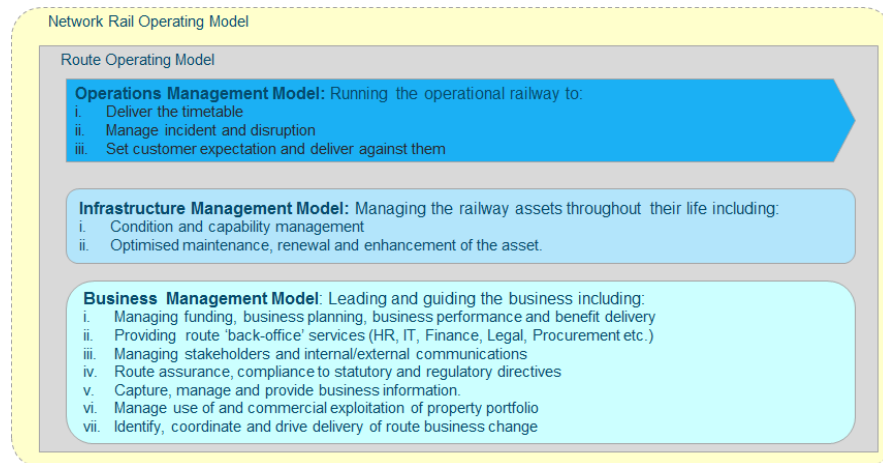 Network Rail Operating Model
Route Operating Model
Operations Management Model: Running the operational railway to:
i. Deliver the timetable
ii. Manage incident and disruption
iii. Set customer expectation and deliver against them
Infrastructure Management Model: Managing the railway assets throughout their life including:
i. Condition and capability management
ii. Optimised maintenance, renewal and enhancement of the asset.
Business Management Model: Leading and guiding the business including:
i. Managing funding, business planning, business performance and benefit delivery
ii. Providing route ‘back-office’ services (HR, IT, Finance, Legal, Procurement etc.)
iii. Managing stakeholders and internal/external communications
iv. Route assurance, compliance to statutory and regulatory directives
v. Capture, manage and provide business information.
vi. Manage use of and commercial exploitation of property portfolio
vii. Identify, coordinate and drive delivery of route business change